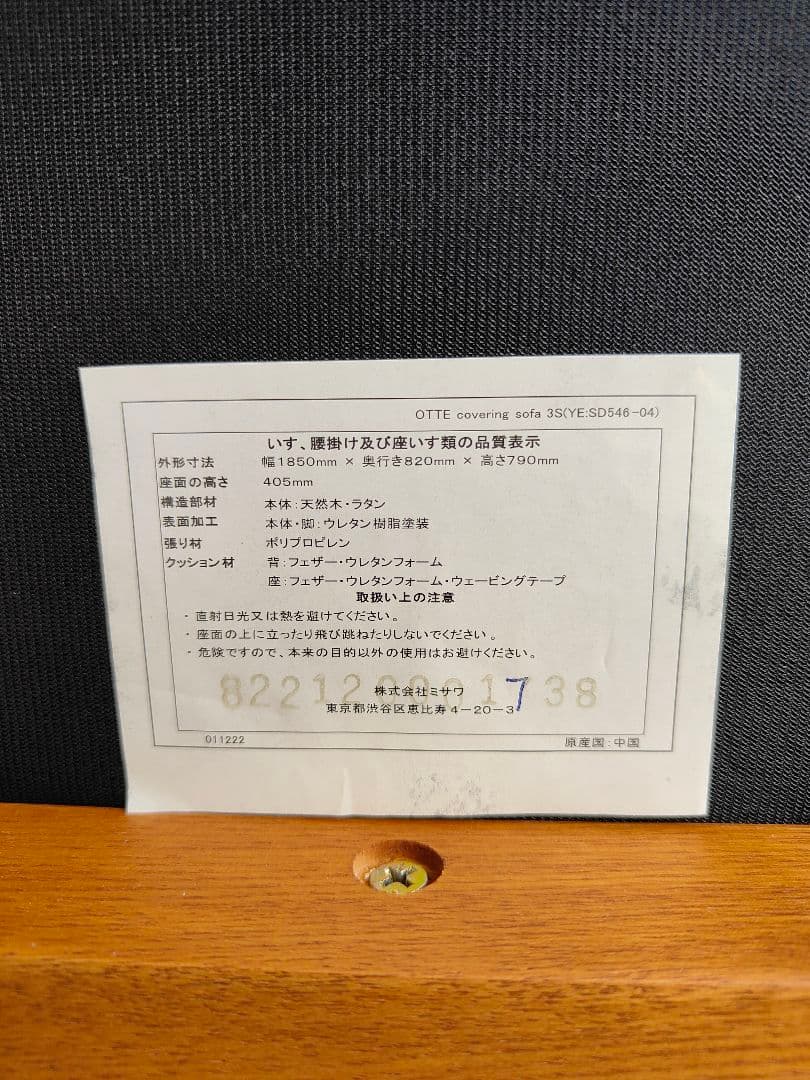 OTTE covering sofa 3S(YE:SD546-04)
いす、腰掛け及び座いす類の品質表示
外形寸法 幅1850mm × 奥行き820mm × 高さ790mm
座面の高さ 405mm
構造部材 本体:天然木・ラタン
表面加工 本体・脚:ウレタン樹脂塗装
張り材 ポリプロピレン
クッション材 背:フェザー・ウレタンフォーム
座:フェザー・ウレタンフォーム・ウェービングテープ
取扱い上の注意
・直射日光又は熱を避けてください。
・座面の上に立ったり飛び跳ねたりしないでください。
・危険ですので、本来の目的以外の使用はお避けください。
株式会社ミサワ
東京都渋谷区恵比寿4-20-3
7
38
011222 原産国:中国